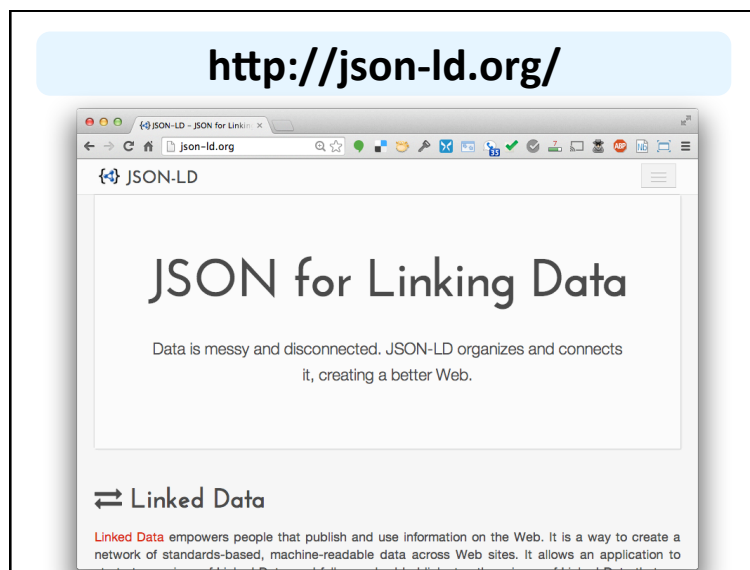 http://json-ld.org/
JSON-LD - JSON for Linkin
json-ld.org
35
7
ABP
JSON-LD
JSON for Linking Data
Data is messy and disconnected. JSON-LD organizes and connects
it, creating a better Web.
Linked Data
Linked Data empowers people that publish and use information on the Web. It is a way to create a
network of standards-based, machine-readable data across Web sites. It allows an application to